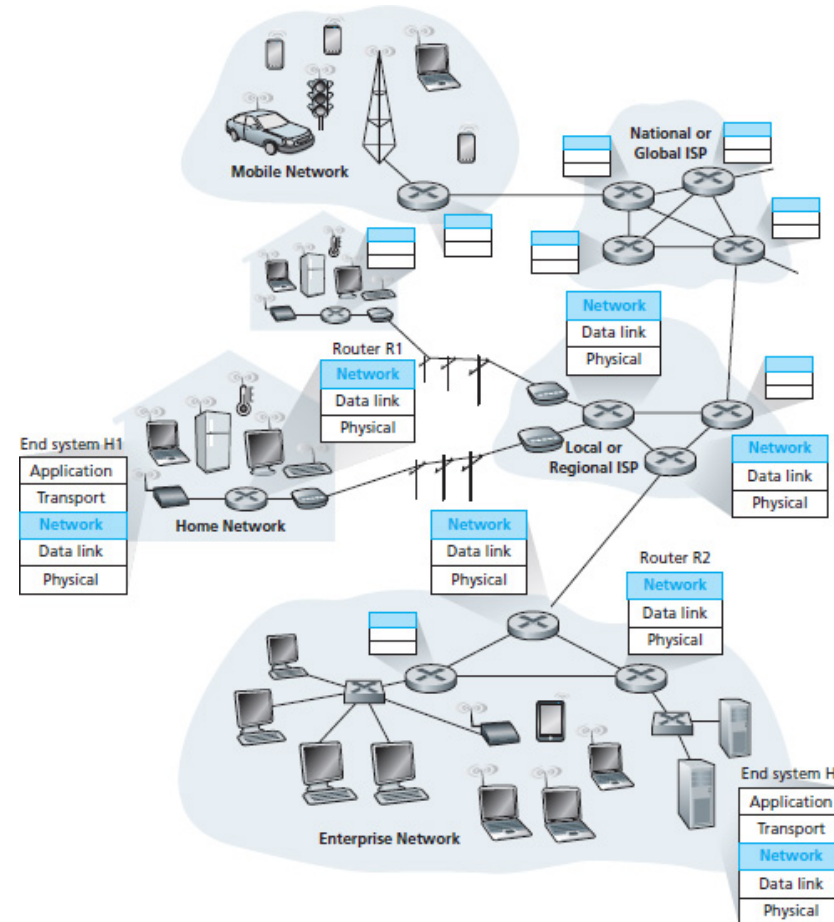 National or
Global ISP
Mobile Network
Network
Data link
Physical
Router R1
Network
Data link
Physical
End system H1
Application
Transport
Network
Data link
Physical
Home Network
Local or
Regional ISP
Network
Data link
Physical
Network
Data link
Physical
Router R2
Network
Data link
Physical
Enterprise Network
End system H
Application
Transport
Network
Data link
Physical